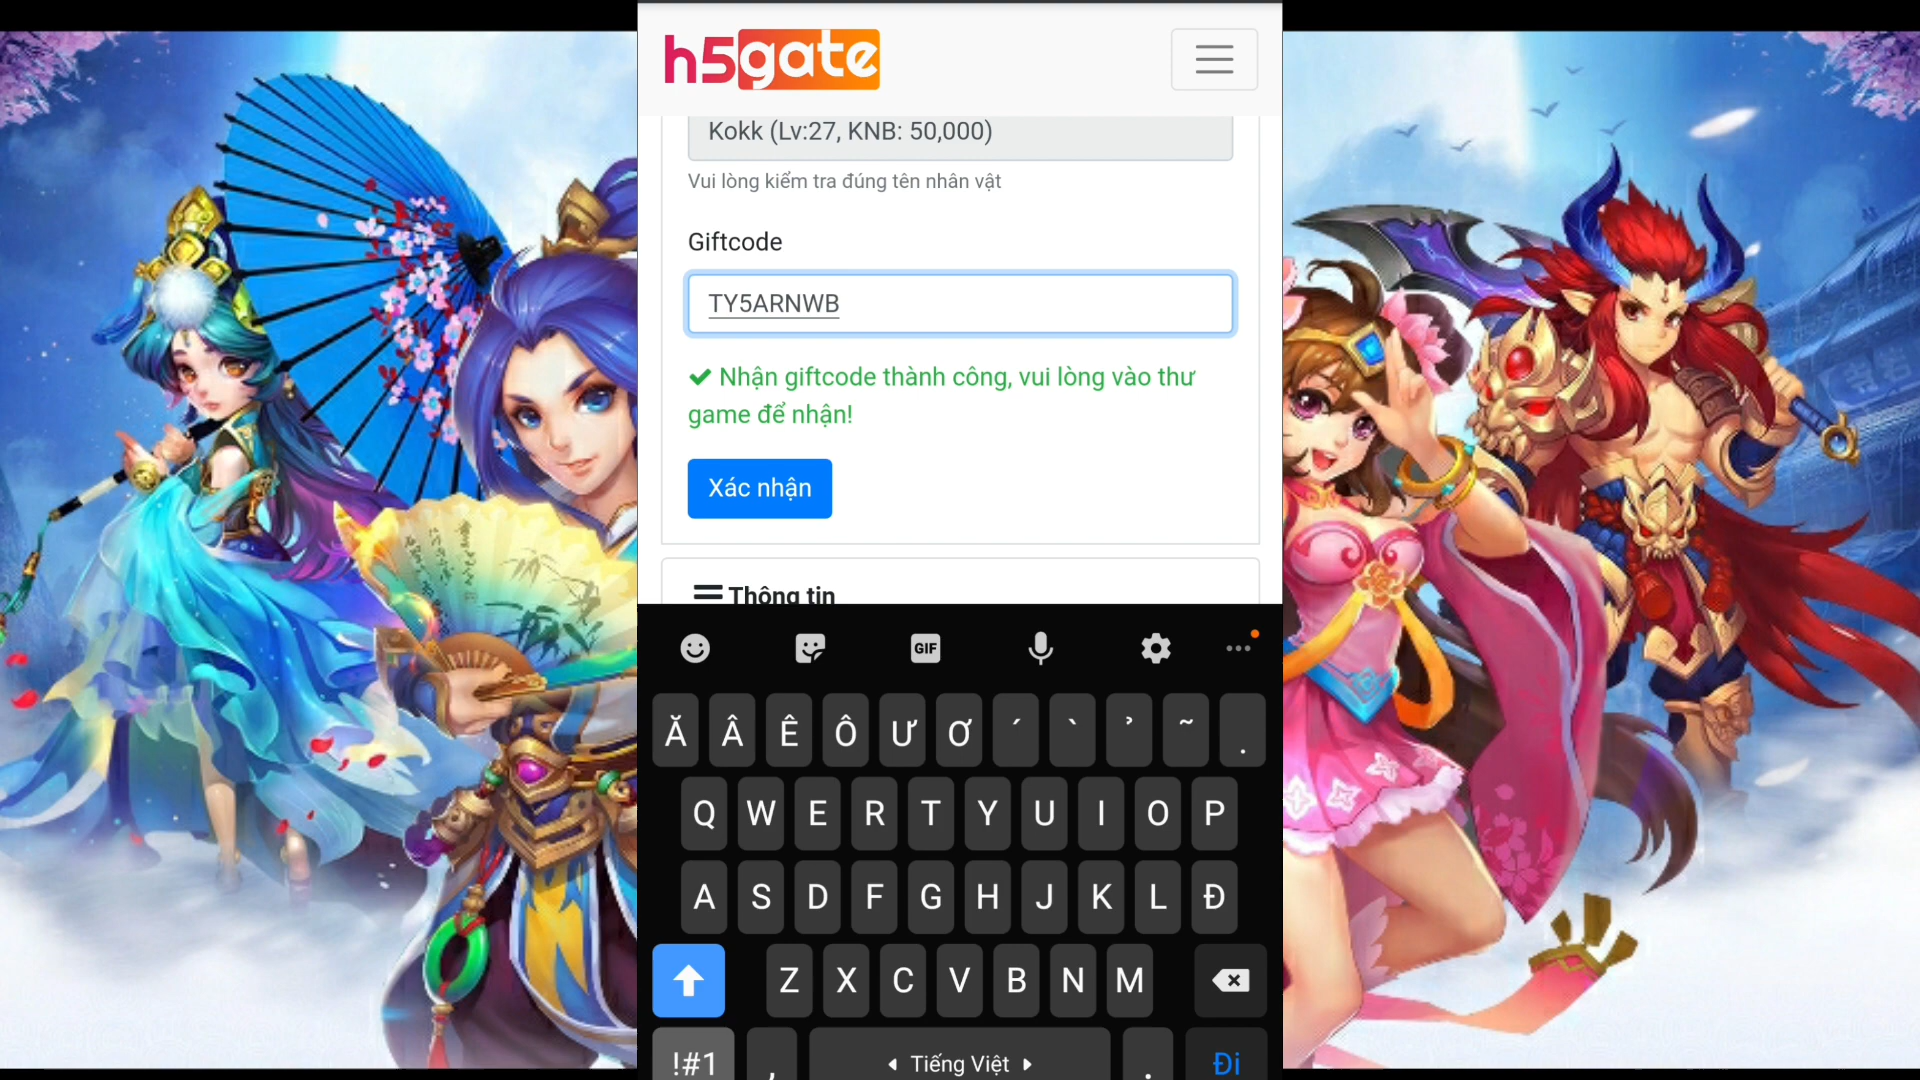 h5gate
Kokk (Lv:27, KNB: 50,000)
Vui lòng kiểm tra đúng tên nhân vật
Giftcode
TY5ARNWB
Nhận giftcode thành công, vui lòng vào thư
game để nhận!
Xác nhận
Thông tin
GIF
Ă Â Ê Ô Ư Ơ ´ ` ̉ ~ .
Q W E R T Y U I O P
A S D F G H J K L Đ
Z X C V B N M
!#1 , Tiếng Việt . Đi